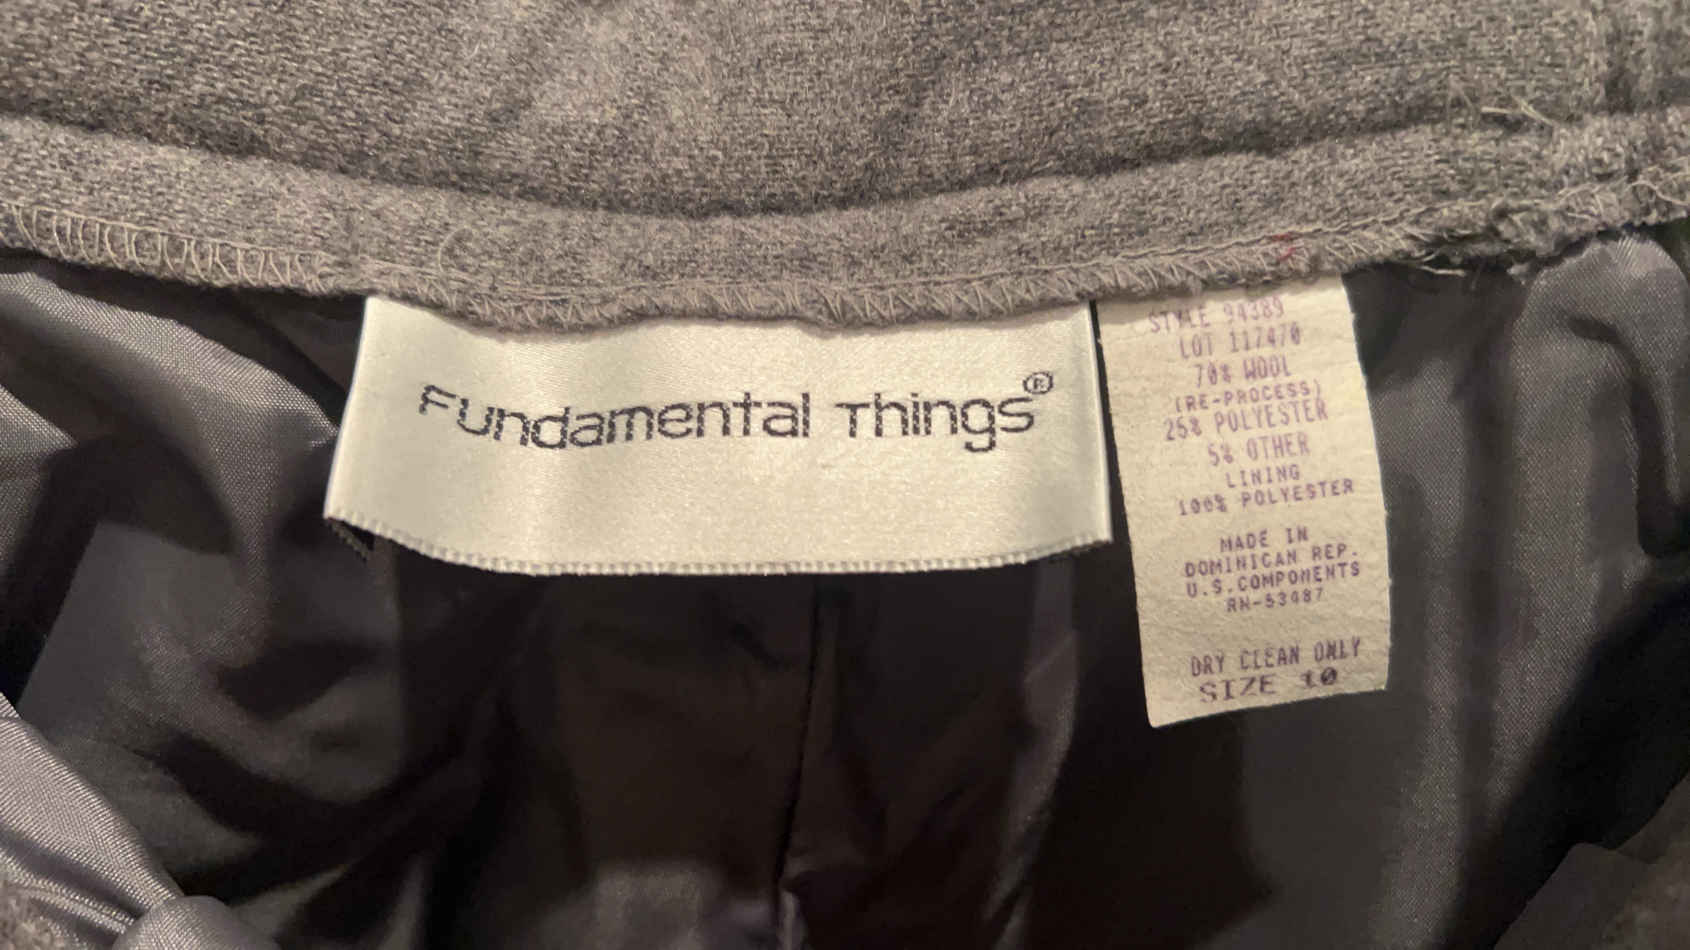 Fundamental Things®
STYLE 94389
LOT 117470
70% WOOL
(RE-PROCESS)
25% POLYESTER
5% OTHER
LINING
100% POLYESTER
MADE IN
DOMINICAN REP.
U.S.COMPONENTS
RN-53487
DRY CLEAN ONLY
SIZE 10